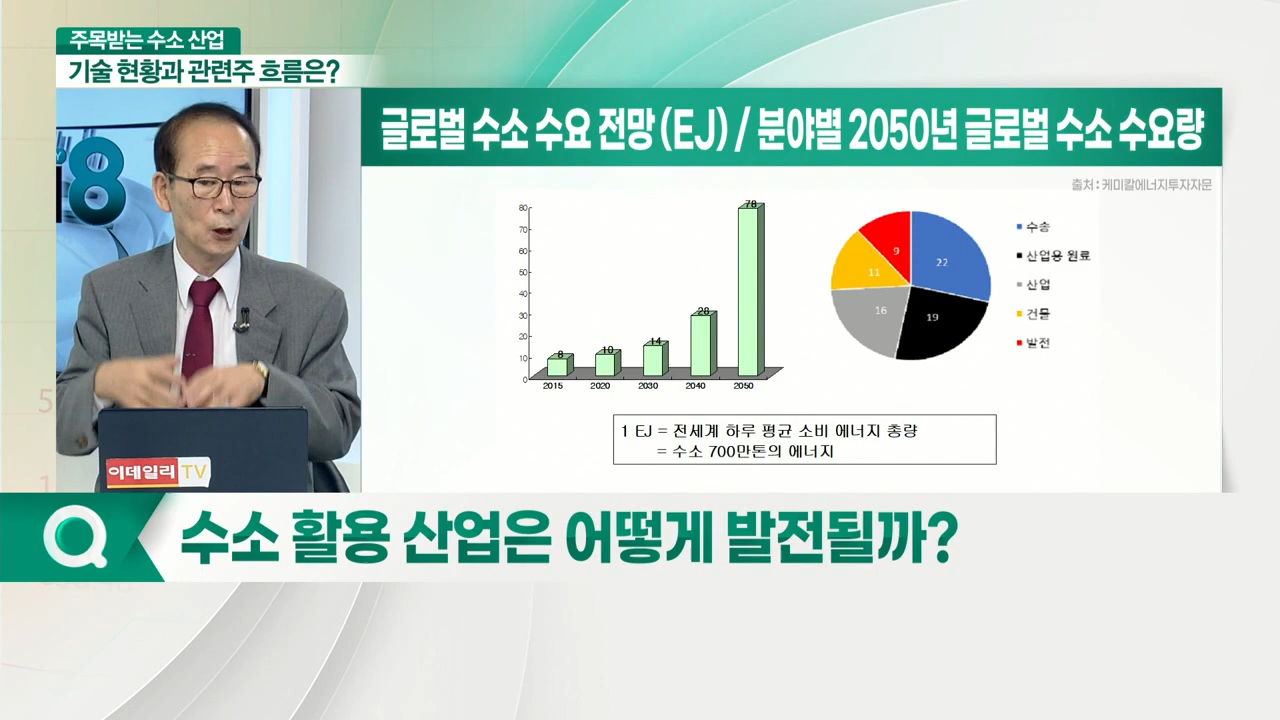 주목받는 수소 산업
기술 현황과 관련주 흐름은?
글로벌 수소 수요 전망 (EJ) / 분야별 2050년 글로벌 수소 수요량
출처 : 케미칼에너지투자자문
80
70
60
50
40
30
20
10
0
8
10
14
28
78
2015
2020
2030
2040
2050
22
19
16
11
9
수송
산업용 원료
산업
건물
발전
1 EJ = 전세계 하루 평균 소비 에너지 총량
= 수소 700만톤의 에너지
8
이데일리 TV
Q
수소 활용 산업은 어떻게 발전될까?